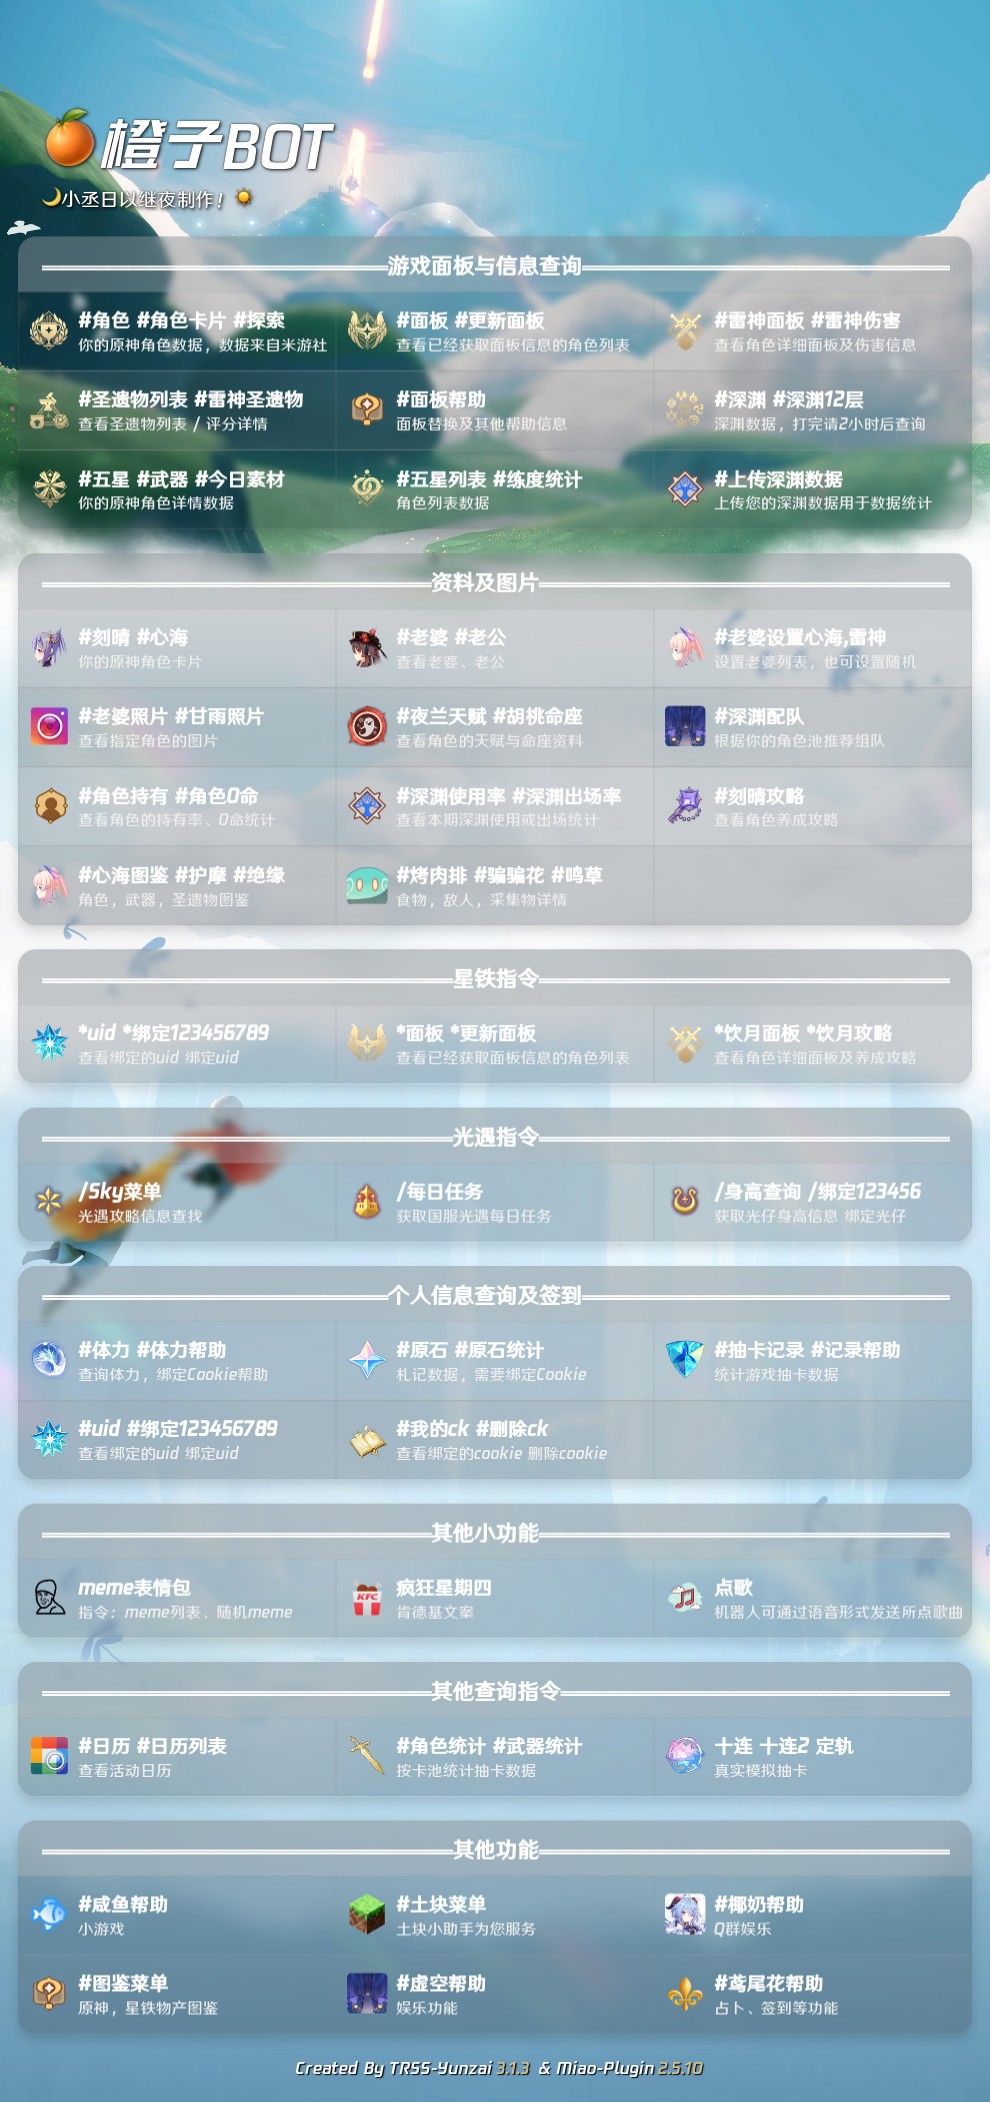 橙子BOT
小丞日以继夜制作！
游戏面板与信息查询
#角色 #角色卡片 #探索
你的原神角色数据，数据来自米游社
#面板 #更新面板
查看已经获取面板信息的角色列表
#雷神面板 #雷神伤害
查看角色详细面板及伤害信息
#圣遗物列表 #雷神圣遗物
查看圣遗物列表 / 评分详情
#面板帮助
面板替换及其他帮助信息
#深渊 #深渊12层
深渊数据，打完请2小时后查询
#五星 #武器 #今日素材
你的原神角色详情数据
#五星列表 #练度统计
角色列表数据
#上传深渊数据
上传您的深渊数据用于数据统计
资料及图片
#刻晴 #心海
你的原神角色卡片
#老婆 #老公
查看老婆、老公
#老婆设置心海,雷神
设置老婆列表，也可设置随机
#老婆照片 #甘雨照片
查看指定角色的图片
#夜兰天赋 #胡桃命座
查看角色的天赋与命座资料
#深渊配队
根据你的角色池推荐组队
#角色持有 #角色0命
查看角色的持有率、0命统计
#深渊使用率 #深渊出场率
查看本期深渊使用或出场统计
#刻晴攻略
查看角色养成攻略
#心海图鉴 #护摩 #绝缘
角色，武器，圣遗物图鉴
#烤肉排 #骗骗花 #鸣草
食物，敌人，采集物详情
星铁指令
*uid *绑定123456789
查看绑定的uid 绑定uid
*面板 *更新面板
查看已经获取面板信息的角色列表
*饮月面板 *饮月攻略
查看角色详细面板及养成攻略
光遇指令
/Sky菜单
光遇攻略信息查找
/每日任务
获取国服光遇每日任务
/身高查询 /绑定123456
获取光仔身高信息 绑定光仔
个人信息查询及签到
#体力 #体力帮助
查询体力，绑定Cookie帮助
#原石 #原石统计
札记数据，需要绑定Cookie
#抽卡记录 #记录帮助
统计游戏抽卡数据
#uid #绑定123456789
查看绑定的uid 绑定uid
#我的ck #删除ck
查看绑定的cookie 删除cookie
其他小功能
meme表情包
指令：meme列表、随机meme
KFC
疯狂星期四
肯德基文案
点歌
机器人可通过语音形式发送所点歌曲
其他查询指令
#日历 #日历列表
查看活动日历
#角色统计 #武器统计
按卡池统计抽卡数据
十连 十连2 定轨
真实模拟抽卡
其他功能
#咸鱼帮助
小游戏
#土块菜单
土块小助手为您服务
#椰奶帮助
Q群娱乐
#图鉴菜单
原神，星铁物产图鉴
#虚空帮助
娱乐功能
#鸢尾花帮助
占卜、签到等功能
Created By TRSS-Yunzai 3.1.3 & Miao-Plugin 2.5.10